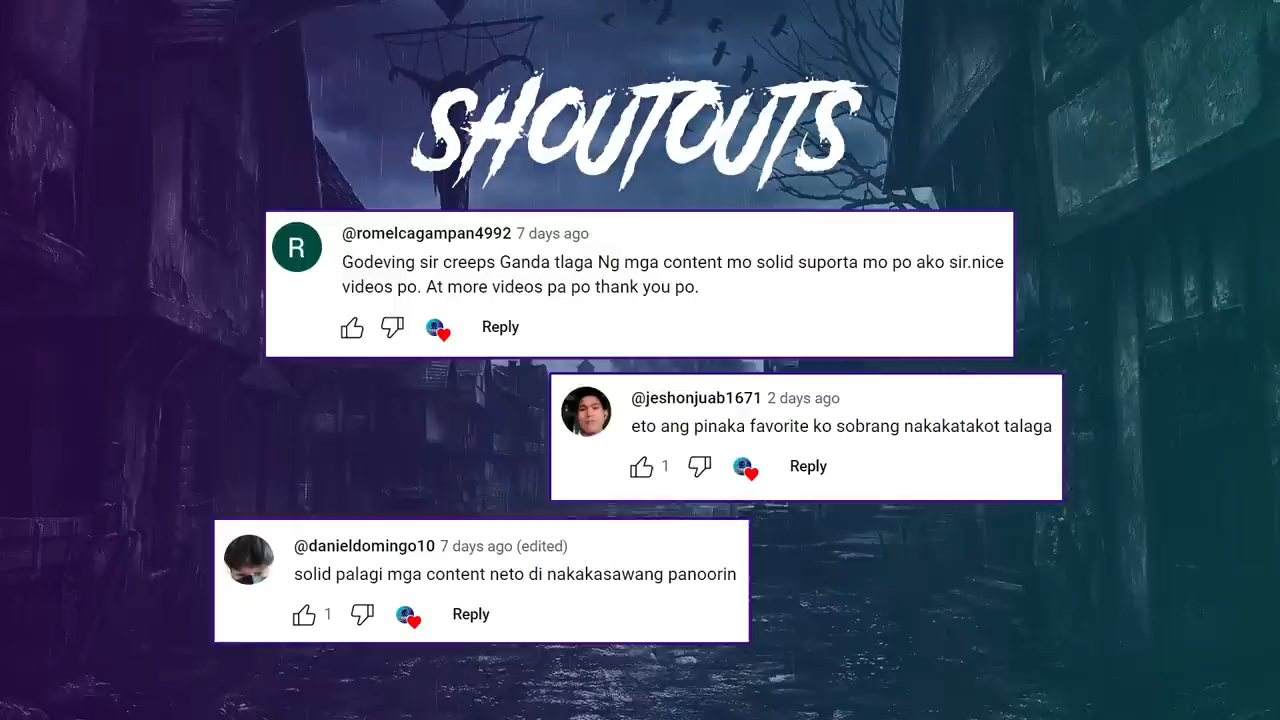 SHOUTOUTS
R
@romelcagampan4992 7 days ago
Godeving sir creeps Ganda tlaga Ng mga content mo solid suporta mo po ako sir.nice
videos po. At more videos pa po thank you po.
Reply
@jeshonjuab1671 2 days ago
eto ang pinaka favorite ko sobrang nakakatakot talaga
1 Reply
@danieldomingo10 7 days ago (edited)
solid palagi mga content neto di nakakasawang panoorin
1 Reply